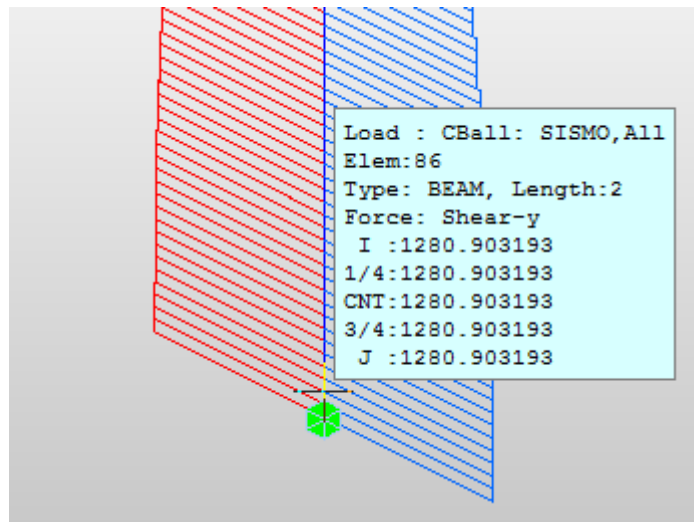 Load : CBall: SISMO,All
Elem:86
Type: BEAM, Length:2
Force: Shear-y
I :1280.903193
1/4:1280.903193
CNT:1280.903193
3/4:1280.903193
J :1280.903193